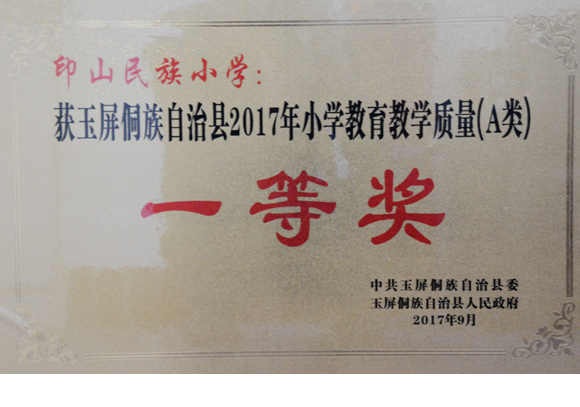 印山民族小学：
获玉屏侗族自治县2017年小学教育教学质量(A类)
一等奖
中共玉屏侗族自治县委
玉屏侗族自治县人民政府
2017年9月